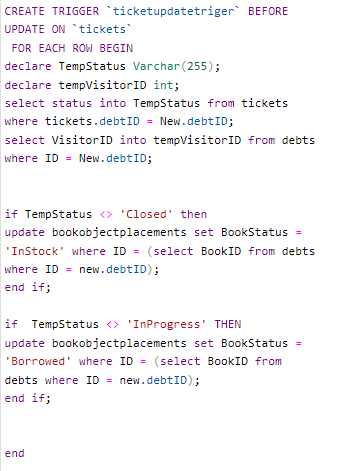 CREATE TRIGGER `ticketupdatetriger` BEFORE
UPDATE ON `tickets`
FOR EACH ROW BEGIN
declare TempStatus Varchar(255);
declare tempVisitorID int;
select status into TempStatus from tickets
where tickets.debtID = New.debtID;
select VisitorID into tempVisitorID from debts
where ID = New.debtID;
if TempStatus <> 'Closed' then
update bookobjectplacements set BookStatus =
'InStock' where ID = (select BookID from debts
where ID = new.debtID);
end if;
if  TempStatus <> 'InProgress' THEN
update bookobjectplacements set BookStatus =
'Borrowed' where ID = (select BookID from
debts where ID = new.debtID);
end if;
end